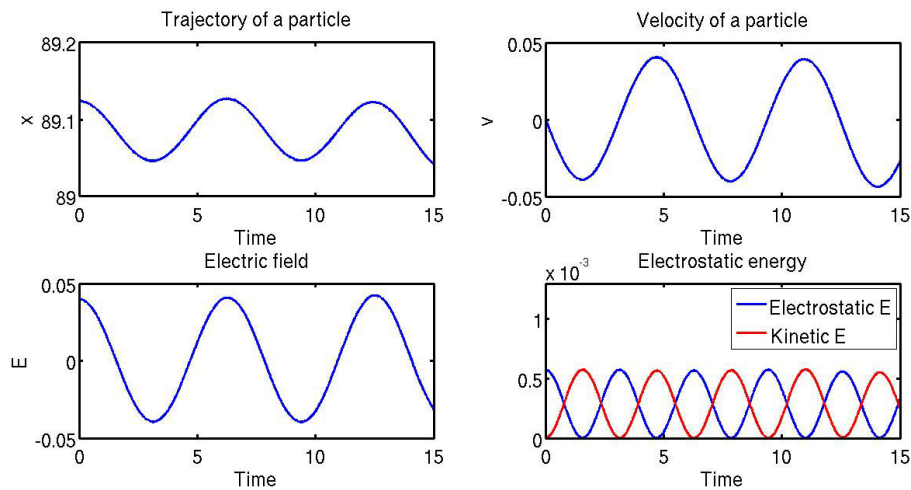 Trajectory of a particle
89.2
89.1
89
x
0 5 10 15
Time
Velocity of a particle
0.05
0
-0.05
v
0 5 10 15
Time
Electric field
0.05
0
-0.05
E
0 5 10 15
Time
Electrostatic energy
x 10⁻³
1
0.5
0
Electrostatic E
Kinetic E
0 5 10 15
Time